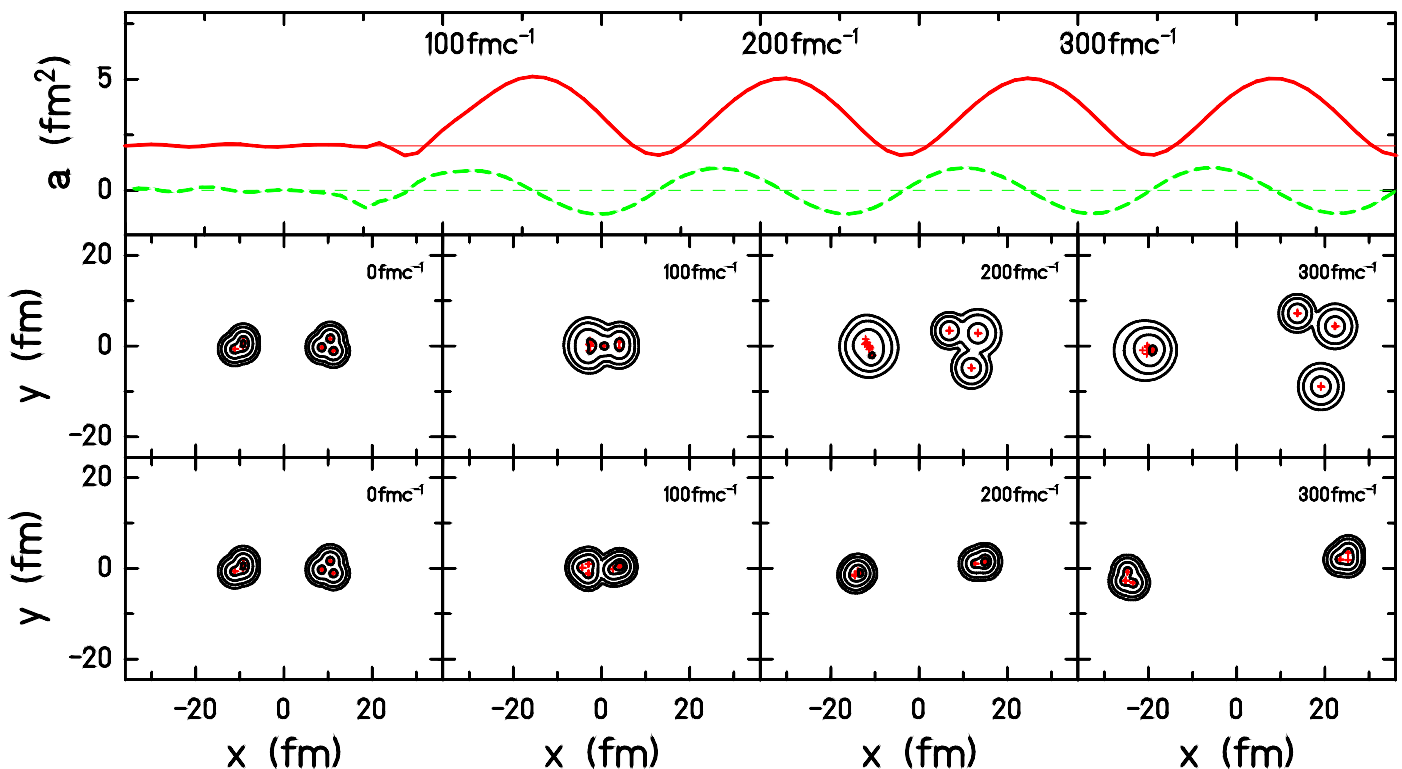 100fmc⁻¹ 200fmc⁻¹ 300fmc⁻¹
a (fm²)
5
0
y (fm)
20
0
-20
0fmc⁻¹ 100fmc⁻¹ 200fmc⁻¹ 300fmc⁻¹
y (fm)
20
0
-20
0fmc⁻¹ 100fmc⁻¹ 200fmc⁻¹ 300fmc⁻¹
-20 0 20 -20 0 20 -20 0 20 -20 0 20
x (fm) x (fm) x (fm) x (fm)